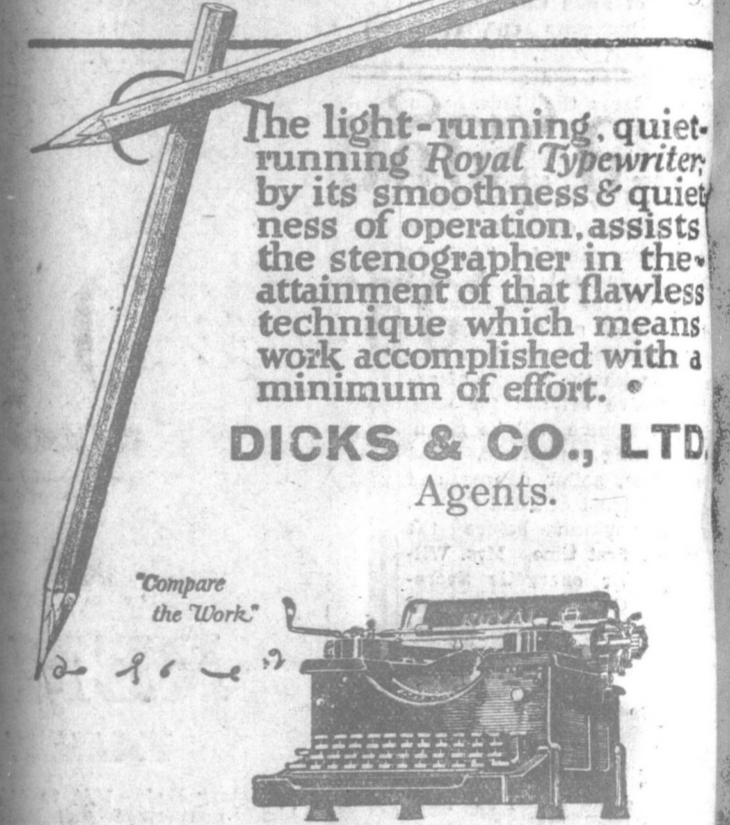 The light-running, quiet-
running Royal Typewriter,
by its smoothness & quiet
ness of operation, assists
the stenographer in the
attainment of that flawless
technique which means
work accomplished with a
minimum of effort.
DICKS & CO., LTD.
Agents.
"Compare
the Work"
ROYAL